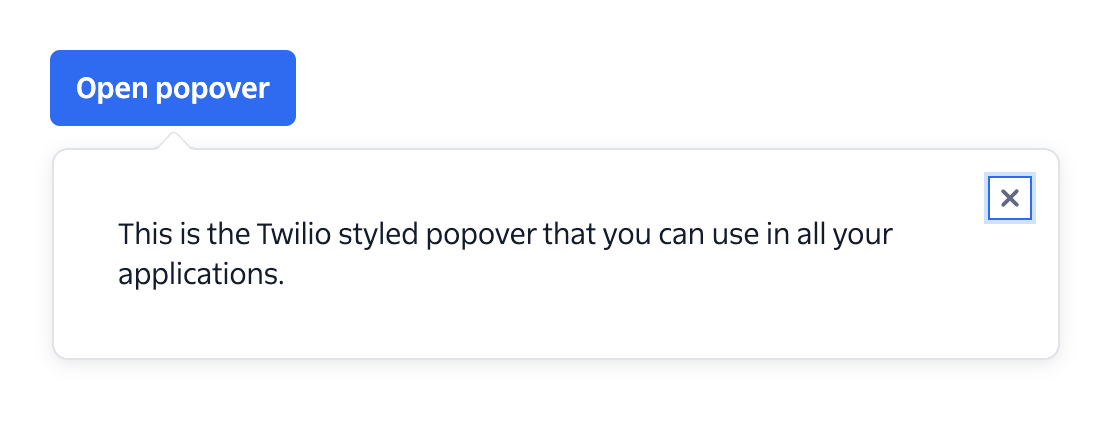 Open popover
This is the Twilio styled popover that you can use in all your
applications.